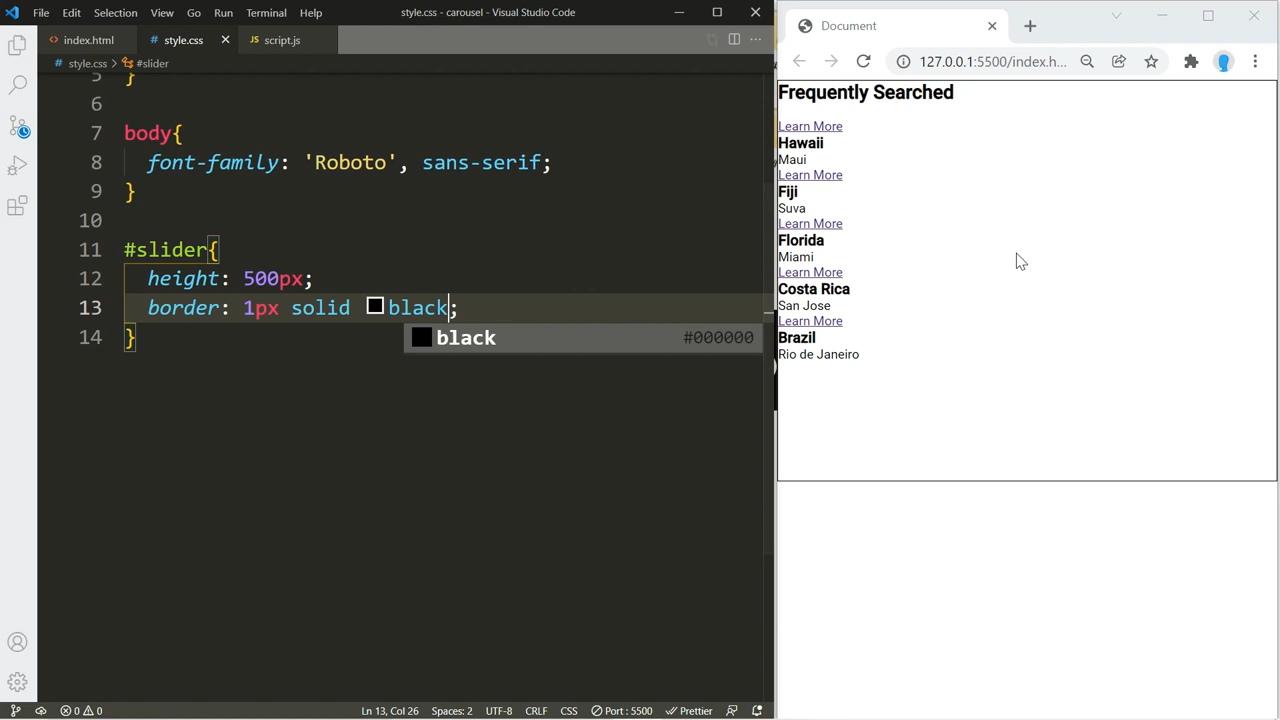 File Edit Selection View Go Run Terminal Help style.css - carousel - Visual Studio Code
index.html style.css JS script.js
style.css > #slider
5 }
6
7 body{
8 font-family: 'Roboto', sans-serif;
9 }
10
11 #slider{
12 height: 500px;
13 border: 1px solid black;
14 }
black #000000
0 0 Ln 13, Col 26 Spaces: 2 UTF-8 CRLF CSS Port : 5500 Prettier
Document
127.0.0.1:5500/index.h...
Frequently Searched
Learn More
Hawaii
Maui
Learn More
Fiji
Suva
Learn More
Florida
Miami
Learn More
Costa Rica
San Jose
Learn More
Brazil
Rio de Janeiro